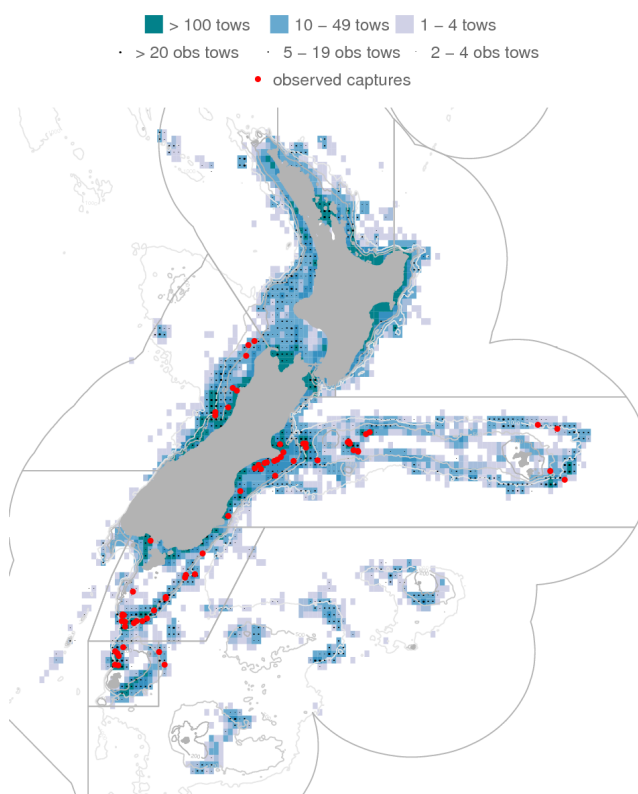 > 100 tows 10 − 49 tows 1 − 4 tows
> 20 obs tows 5 − 19 obs tows 2 − 4 obs tows
observed captures